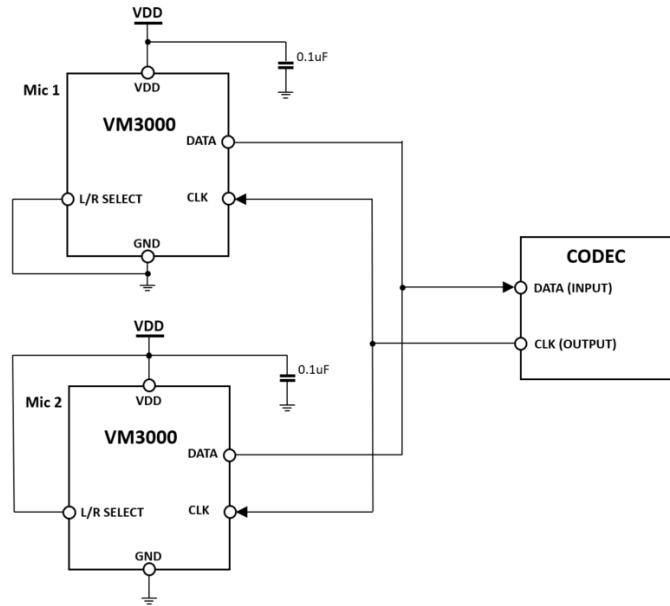 VDD
0.1uF
Mic 1
VDD
VM3000
DATA
L/R SELECT
CLK
GND
CODEC
DATA (INPUT)
CLK (OUTPUT)
VDD
0.1uF
Mic 2
VDD
VM3000
DATA
L/R SELECT
CLK
GND